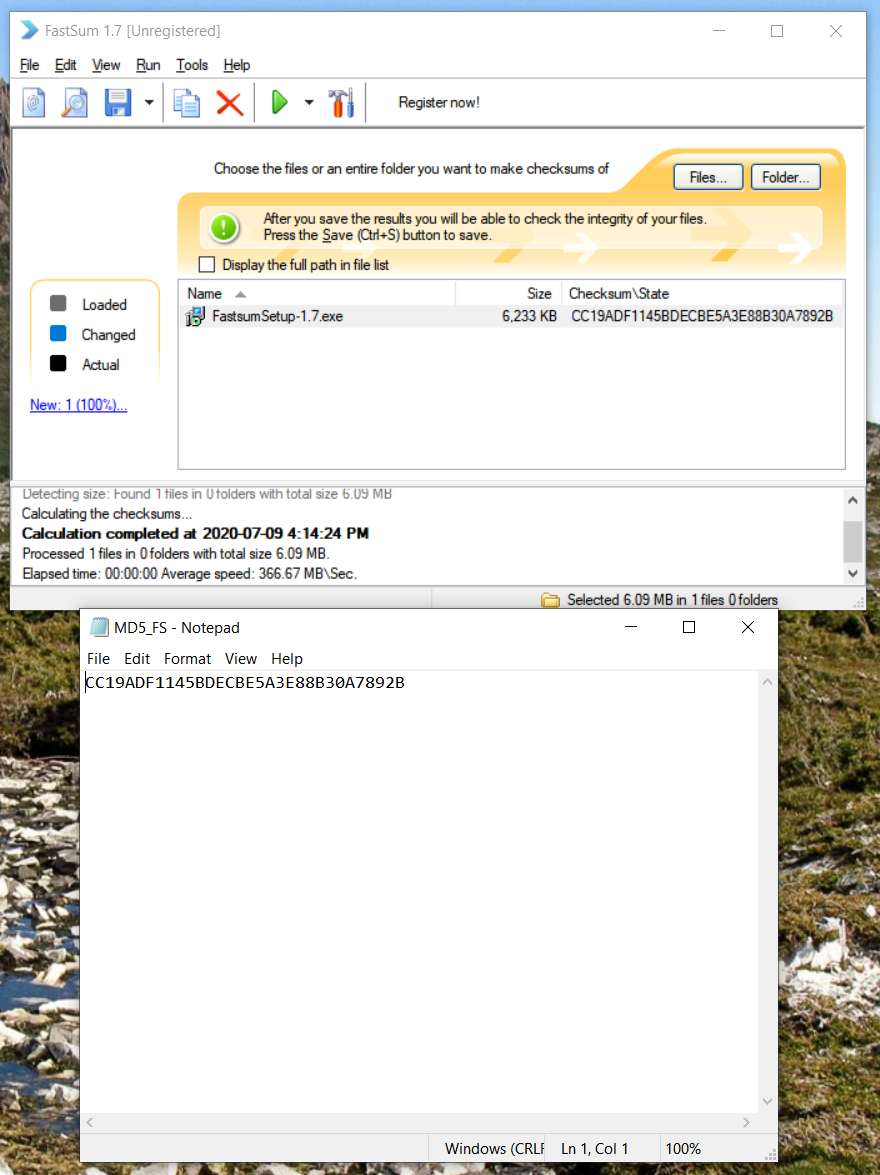 FastSum 1.7 [Unregistered]
File Edit View Run Tools Help
Register now!
Choose the files or an entire folder you want to make checksums of
Files... Folder...
After you save the results you will be able to check the integrity of your files.
Press the Save (Ctrl+S) button to save.
Display the full path in file list
Name Size Checksum\State
FastsumSetup-1.7.exe 6,233 KB CC19ADF1145BDECBE5A3E88B30A7892B
Loaded
Changed
Actual
New: 1 (100%)...
Detecting size: Found 1 files in 0 folders with total size 6.09 MB
Calculating the checksums...
Calculation completed at 2020-07-09 4:14:24 PM
Processed 1 files in 0 folders with total size 6.09 MB.
Elapsed time: 00:00:00 Average speed: 366.67 MB\Sec.
Selected 6.09 MB in 1 files 0 folders
MD5_FS - Notepad
File Edit Format View Help
CC19ADF1145BDECBE5A3E88B30A7892B
Windows (CRLF Ln 1, Col 1 100%